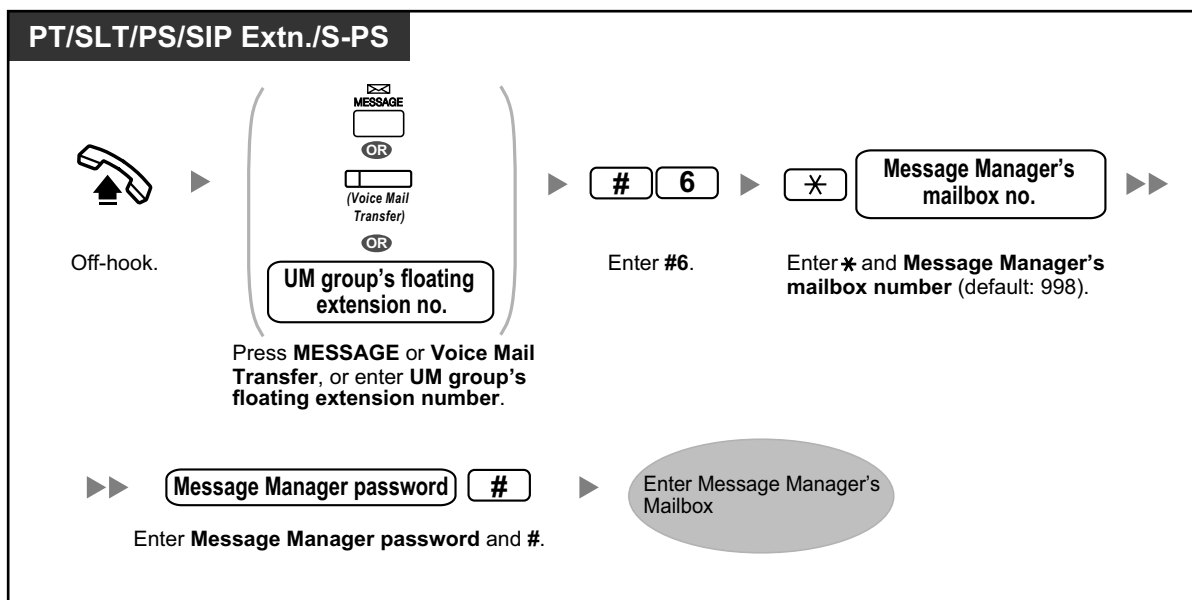 PT/SLT/PS/SIP Extn./S-PS
MESSAGE
OR
(Voice Mail
Transfer)
OR
UM group's floating
extension no.
# 6
* Message Manager's
mailbox no.
Off-hook.
Press MESSAGE or Voice Mail
Transfer, or enter UM group's
floating extension number.
Enter #6.
Enter * and Message Manager's
mailbox number (default: 998).
Message Manager password #
Enter Message Manager password and #.
Enter Message Manager's
Mailbox